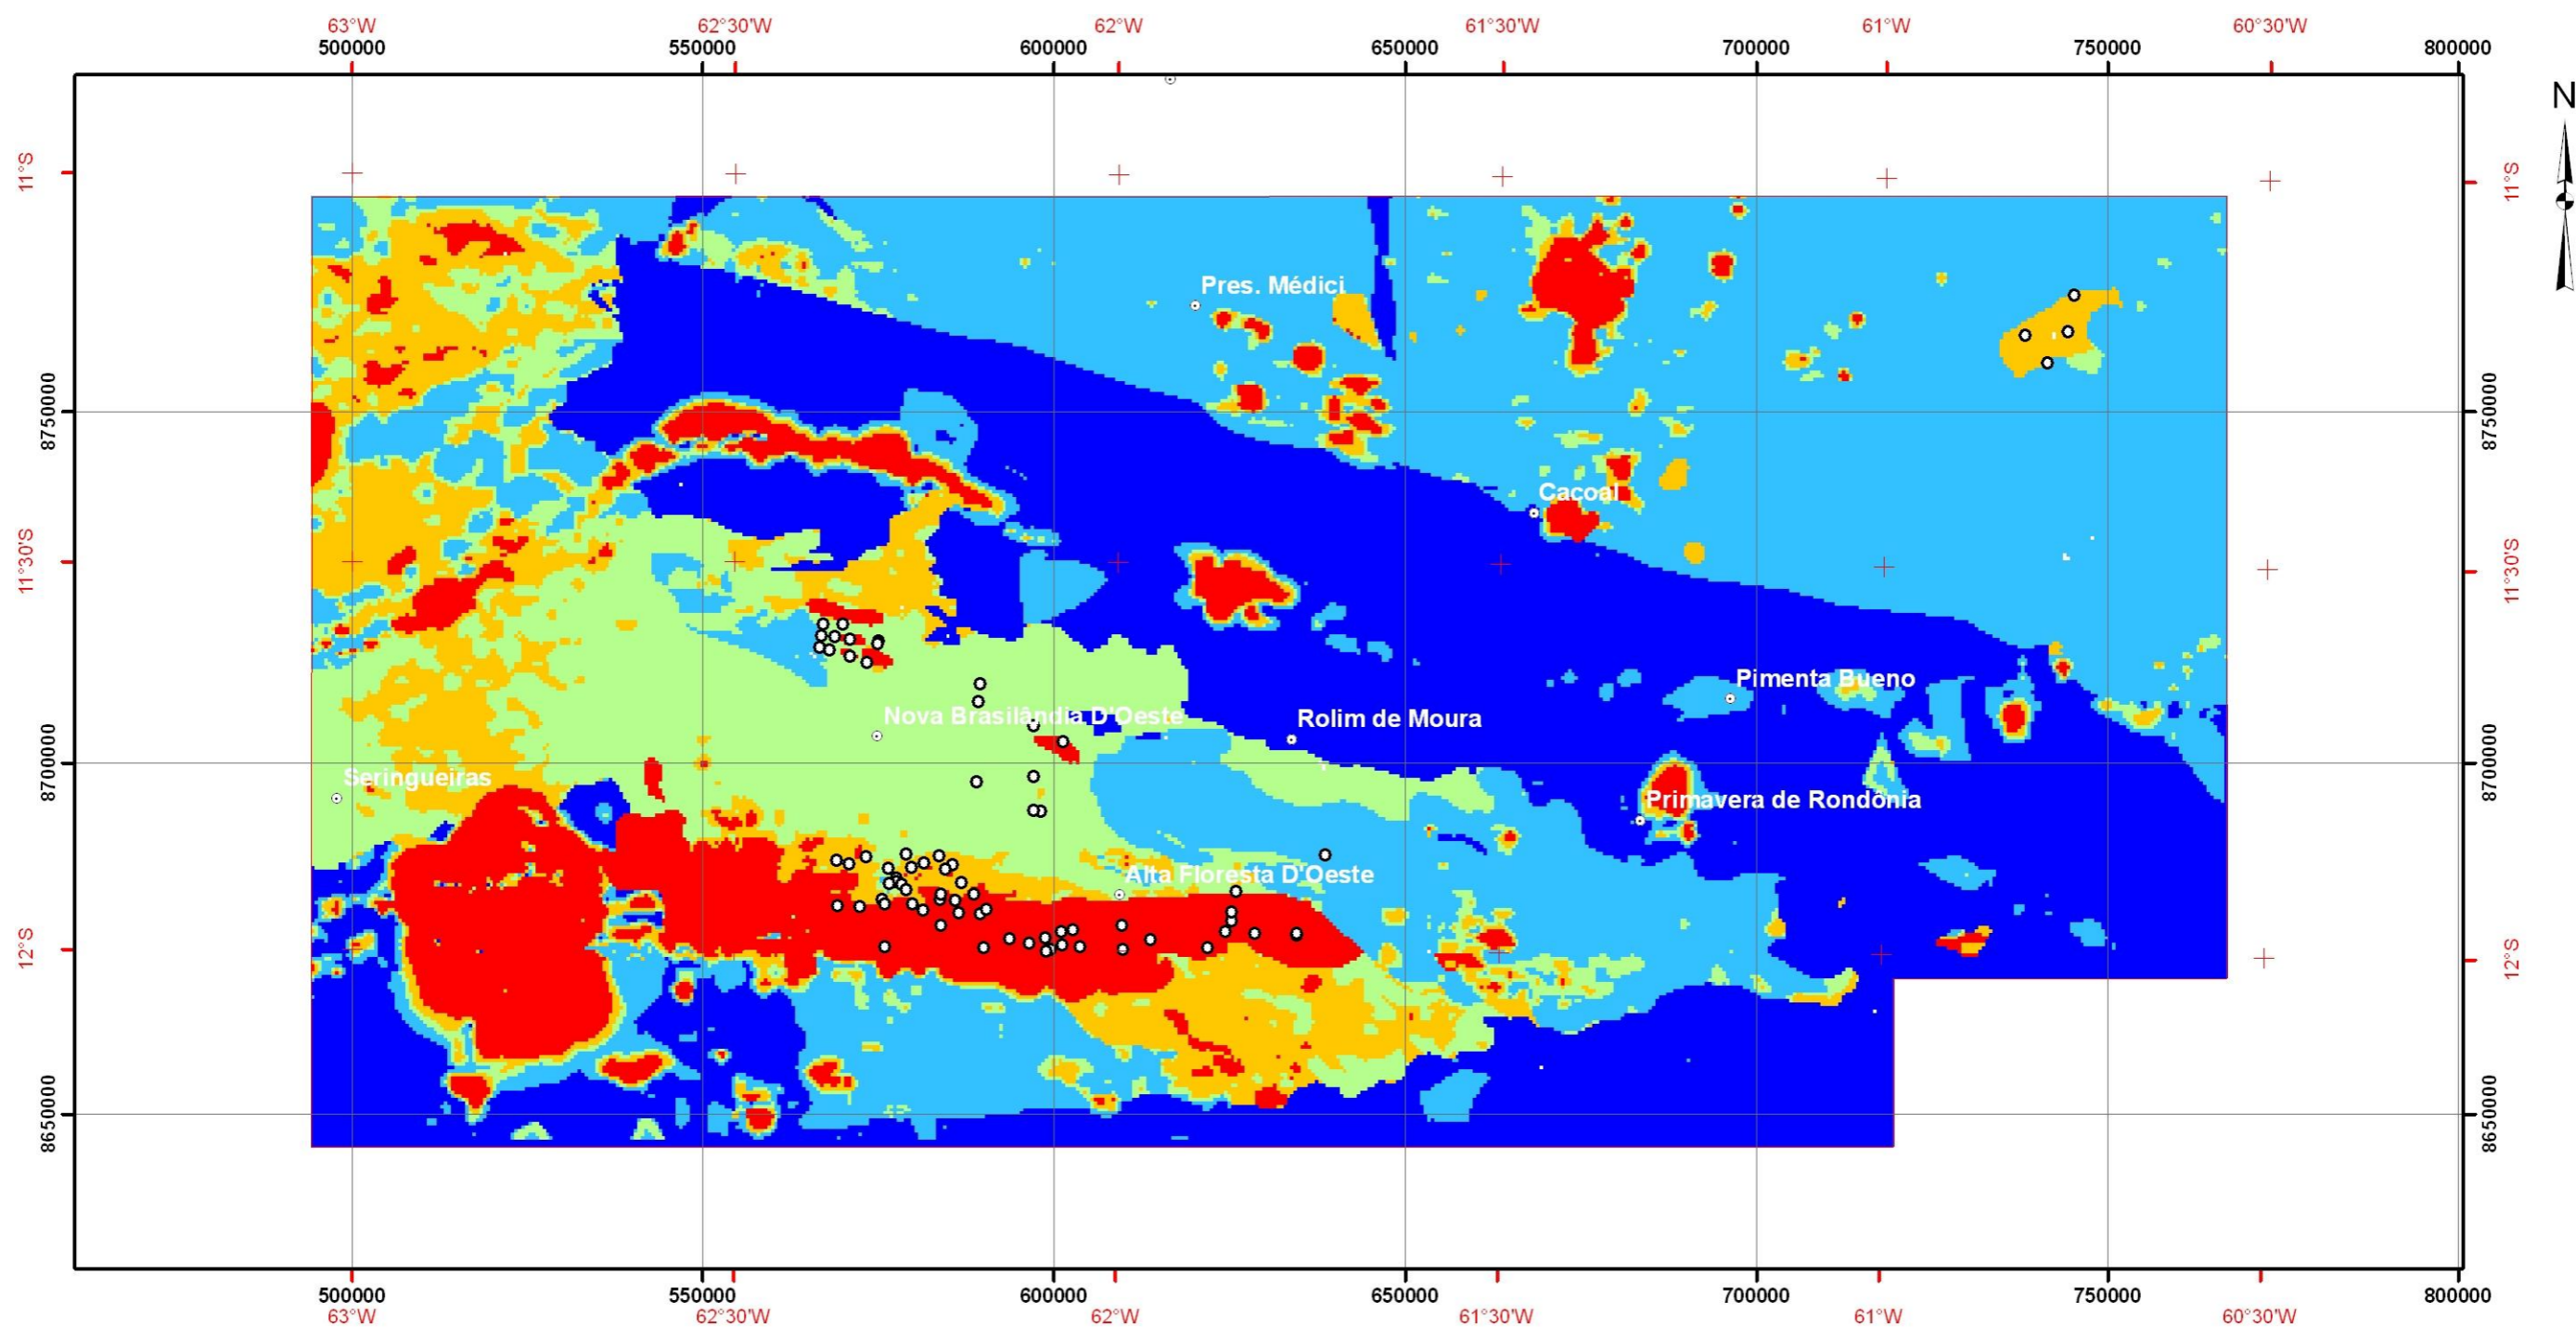 63°W 62°30'W 62°W 61°30'W 61°W 60°30'W
500000 550000 600000 650000 700000 750000 800000
N
11°S 11°S
Pres. Médici
8750000 8750000
Cacoal
11°30'S 11°30'S
Pimenta Bueno
Nova Brasilândia D'Oeste Rolim de Moura
8700000 8700000
Seringueiras
Primavera de Rondônia
Alta Floresta D'Oeste
12°S 12°S
8650000 8650000
500000 550000 600000 650000 700000 750000 800000
63°W 62°30'W 62°W 61°30'W 61°W 60°30'W